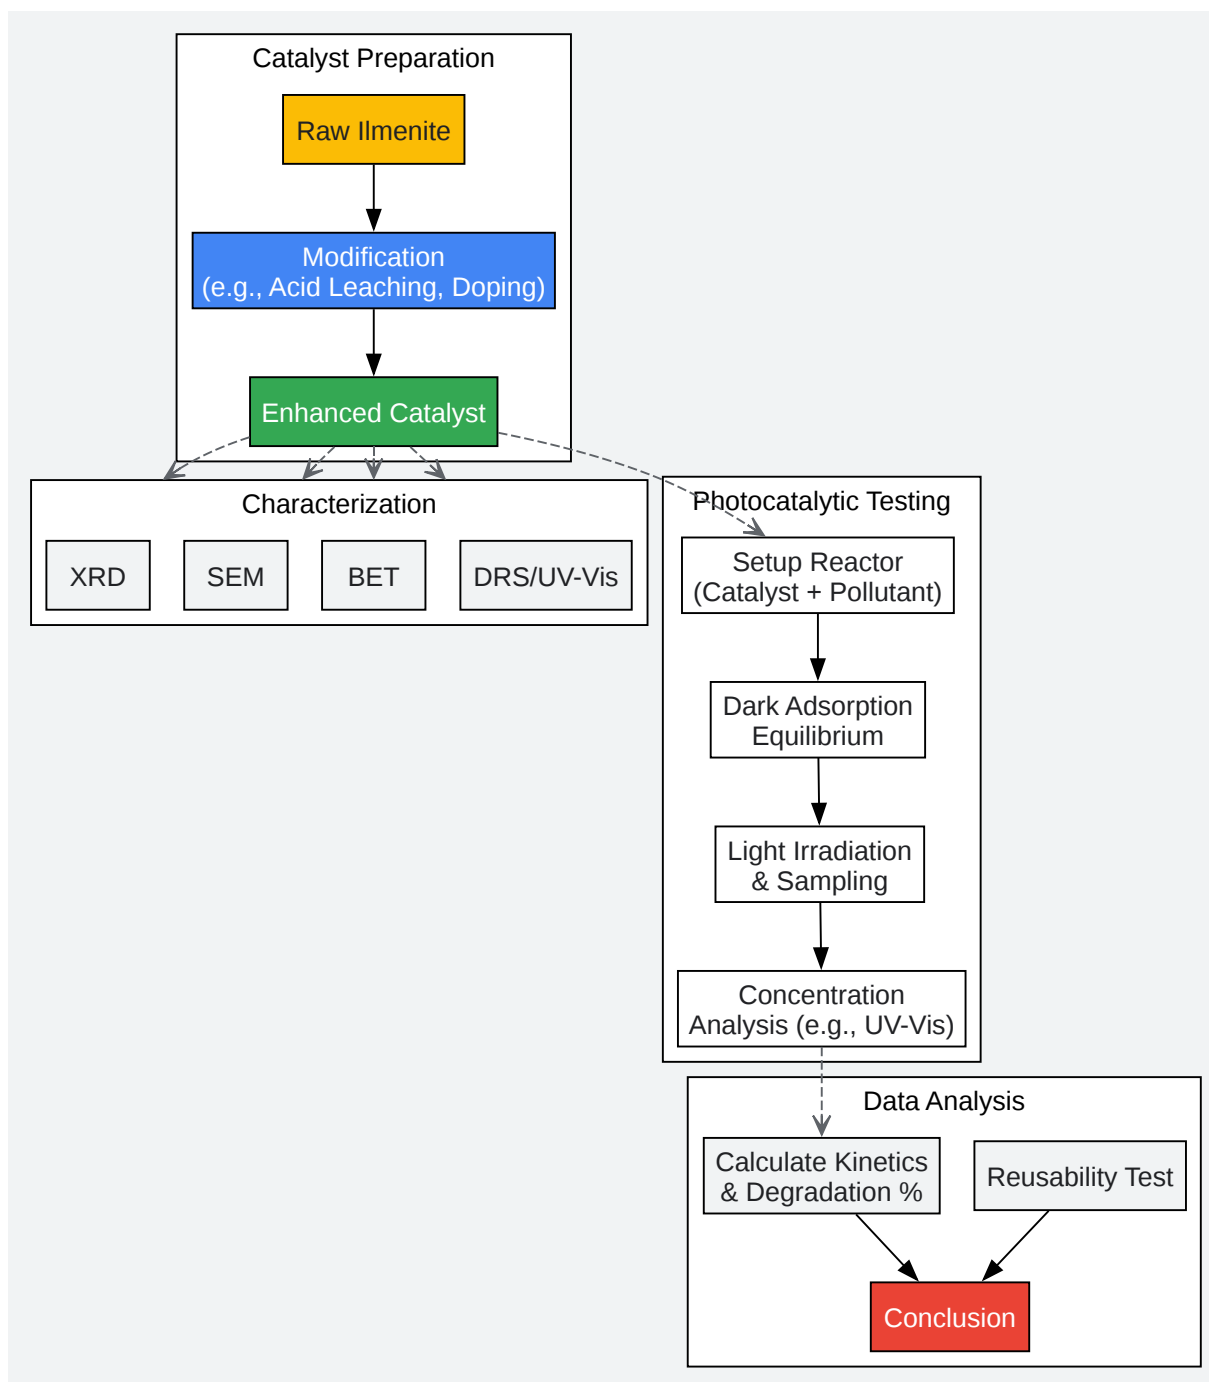 Catalyst Preparation
Raw Ilmenite
Modification
(e.g., Acid Leaching, Doping)
Enhanced Catalyst
Characterization
XRD
SEM
BET
DRS/UV-Vis
Photocatalytic Testing
Setup Reactor
(Catalyst + Pollutant)
Dark Adsorption
Equilibrium
Light Irradiation
& Sampling
Concentration
Analysis (e.g., UV-Vis)
Data Analysis
Calculate Kinetics
& Degradation %
Reusability Test
Conclusion